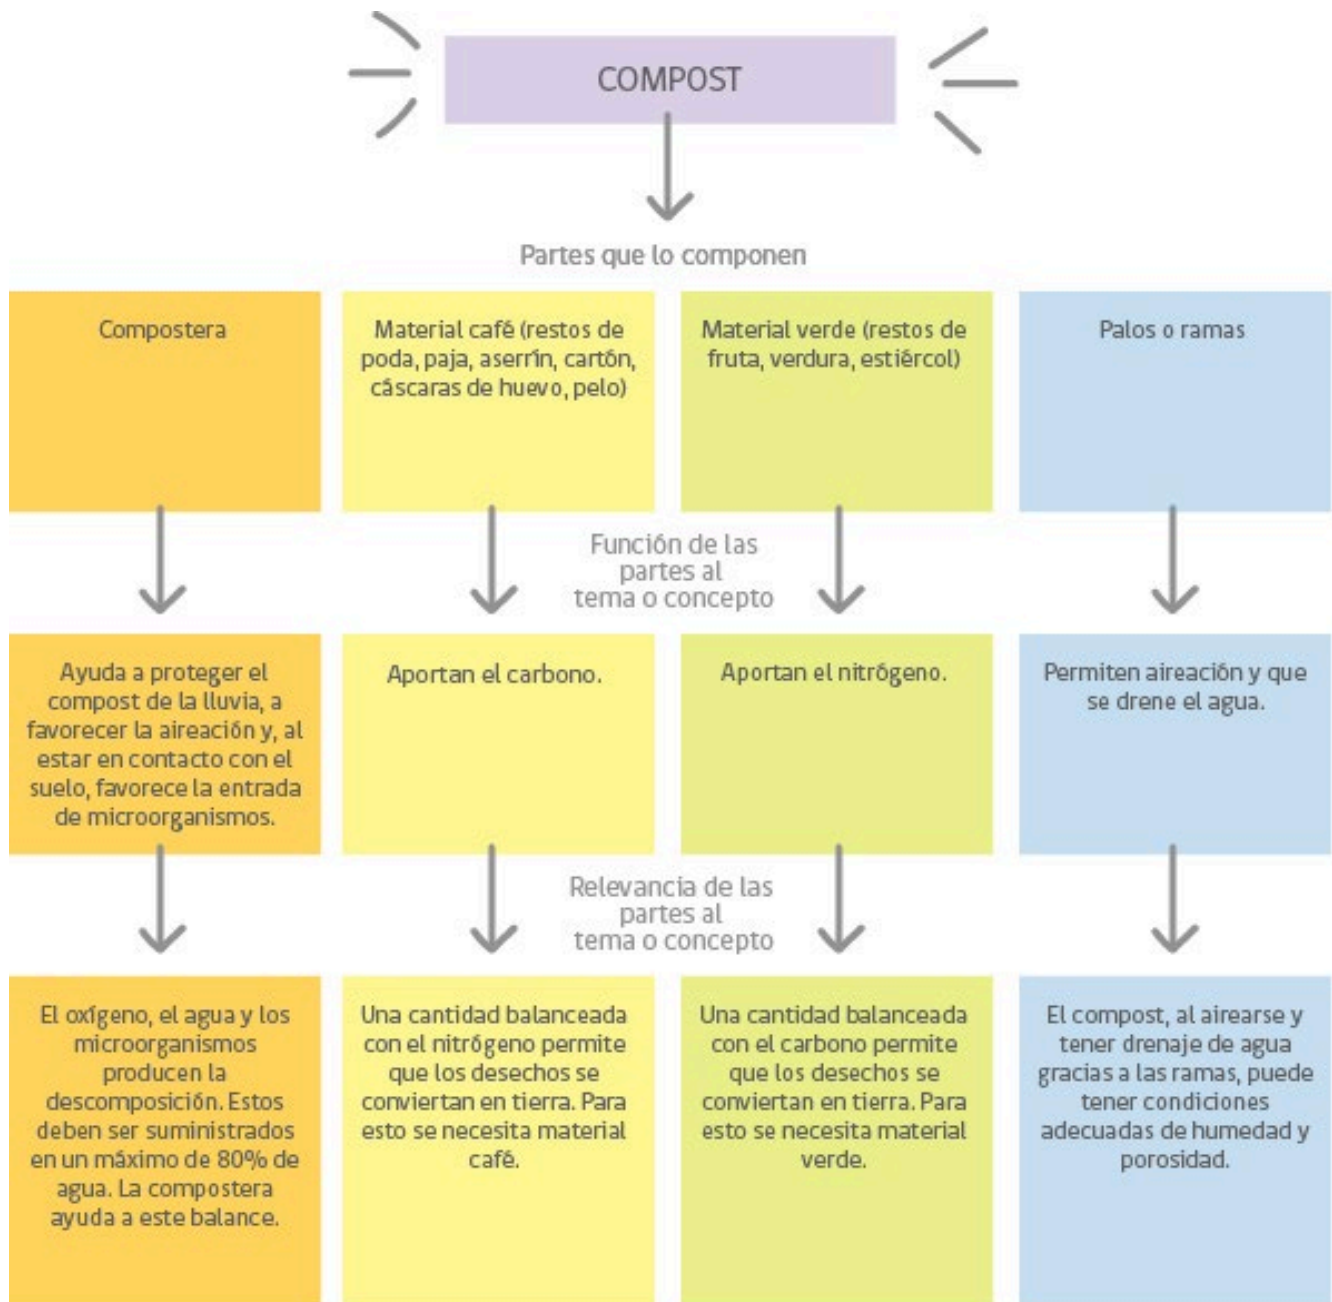 COMPOST
Partes que lo componen
Compostera
Material café (restos de
poda, paja, aserrín, cartón,
cáscaras de huevo, pelo)
Material verde (restos de
fruta, verdura, estiércol)
Palos o ramas
Función de las
partes al
tema o concepto
Ayuda a proteger el
compost de la lluvia, a
favorecer la aireación y, al
estar en contacto con el
suelo, favorece la entrada
de microorganismos.
Aportan el carbono.
Aportan el nitrógeno.
Permiten aireación y que
se drene el agua.
Relevancia de las
partes al
tema o concepto
El oxígeno, el agua y los
microorganismos
producen la
descomposición. Estos
deben ser suministrados
en un máximo de 80% de
agua. La compostera
ayuda a este balance.
Una cantidad balanceada
con el nitrógeno permite
que los desechos se
conviertan en tierra. Para
esto se necesita material
café.
Una cantidad balanceada
con el carbono permite
que los desechos se
conviertan en tierra. Para
esto se necesita material
verde.
El compost, al airearse y
tener drenaje de agua
gracias a las ramas, puede
tener condiciones
adecuadas de humedad y
porosidad.